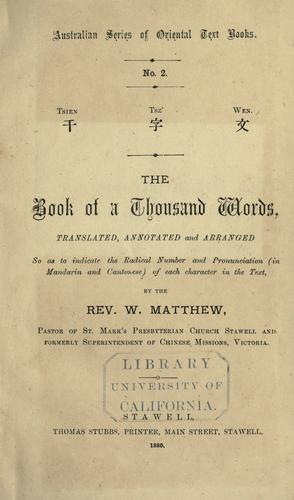 Australian Series of Oriental Text Books.
No. 2.
Tsien Tsz' Wen.
千 字 文
THE
Book of a Thousand Words,
TRANSLATED, ANNOTATED and ARRANGED
So as to indicate the Radical Number and Pronunciation (in
Mandarin and Cantonese) of each character in the Text,
BY THE
REV. W. MATTHEW,
Pastor of St. Mark's Presbyterian Church Stawell and
formerly Superintendent of Chinese Missions, Victoria.
LIBRARY
UNIVERSITY OF
CALIFORNIA.
STAWELL,
THOMAS STUBBS, PRINTER, MAIN STREET, STAWELL.
1880.